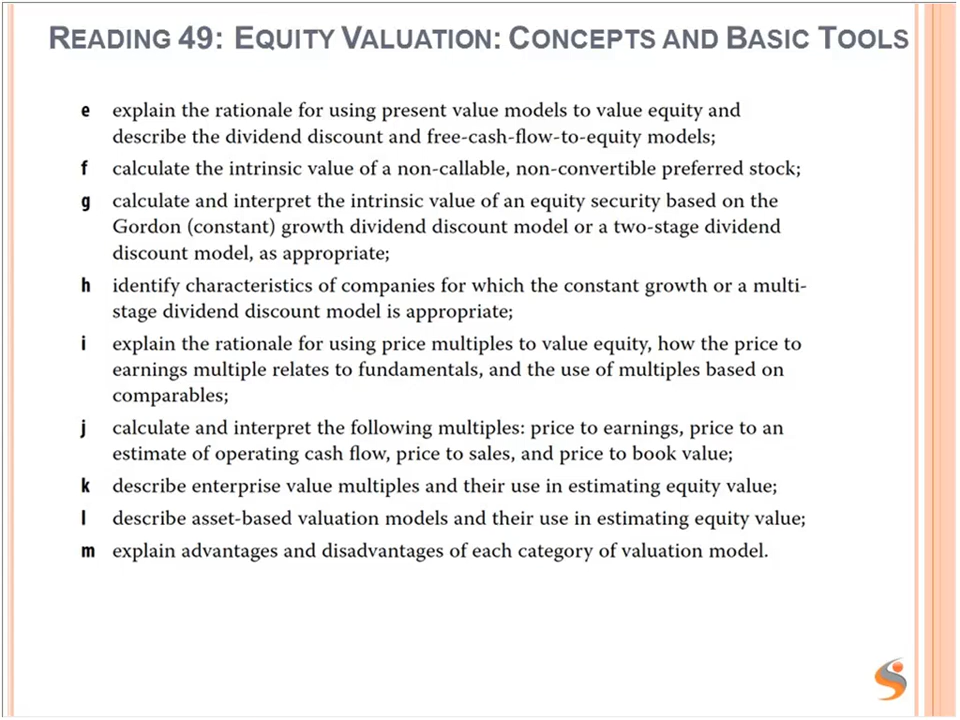 READING 49: EQUITY VALUATION: CONCEPTS AND BASIC TOOLS
e explain the rationale for using present value models to value equity and
describe the dividend discount and free-cash-flow-to-equity models;
f calculate the intrinsic value of a non-callable, non-convertible preferred stock;
g calculate and interpret the intrinsic value of an equity security based on the
Gordon (constant) growth dividend discount model or a two-stage dividend
discount model, as appropriate;
h identify characteristics of companies for which the constant growth or a multi-
stage dividend discount model is appropriate;
i explain the rationale for using price multiples to value equity, how the price to
earnings multiple relates to fundamentals, and the use of multiples based on
comparables;
j calculate and interpret the following multiples: price to earnings, price to an
estimate of operating cash flow, price to sales, and price to book value;
k describe enterprise value multiples and their use in estimating equity value;
l describe asset-based valuation models and their use in estimating equity value;
m explain advantages and disadvantages of each category of valuation model.